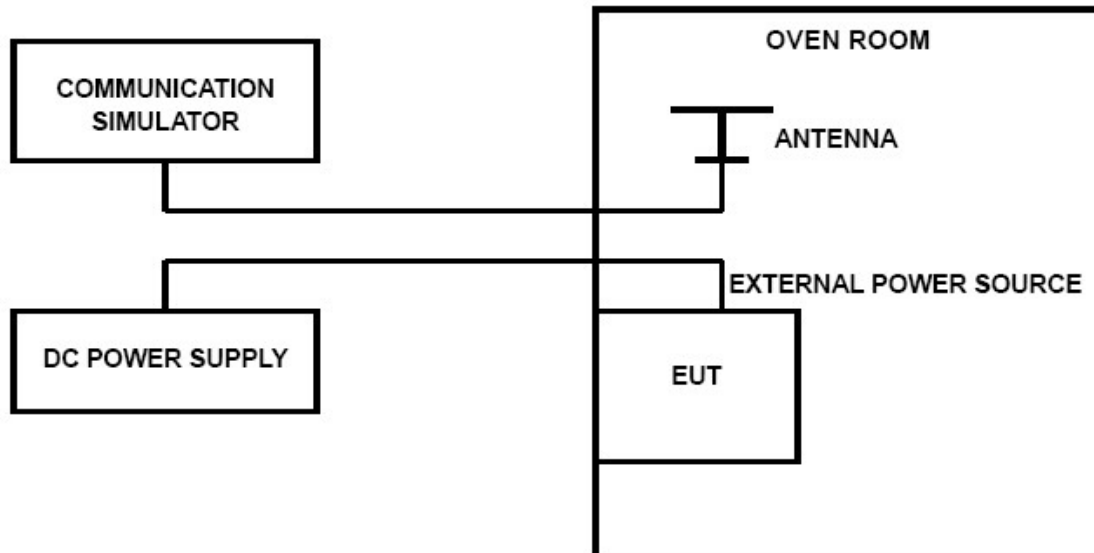 OVEN ROOM
COMMUNICATION
SIMULATOR
ANTENNA
EXTERNAL POWER SOURCE
DC POWER SUPPLY
EUT